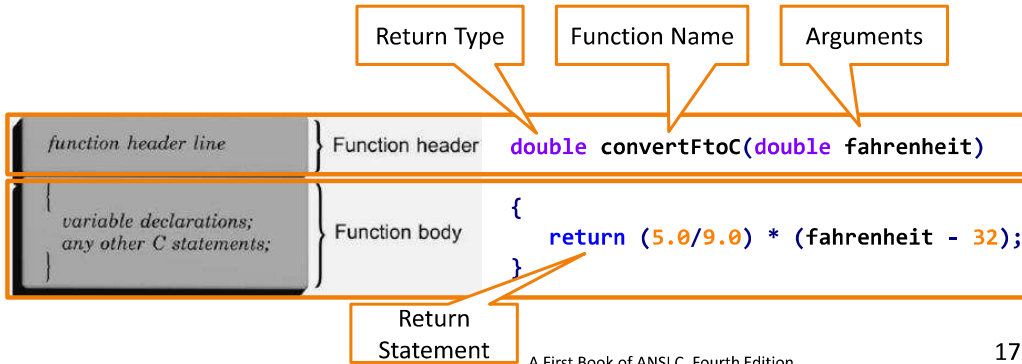 Return Type
Function Name
Arguments
function header line
Function header
double convertFtoC(double fahrenheit)
{
variable declarations;
any other C statements;
}
Function body
{
return (5.0/9.0) * (fahrenheit - 32);
}
Return
Statement
A First Book of ANSI C, Fourth Edition
17